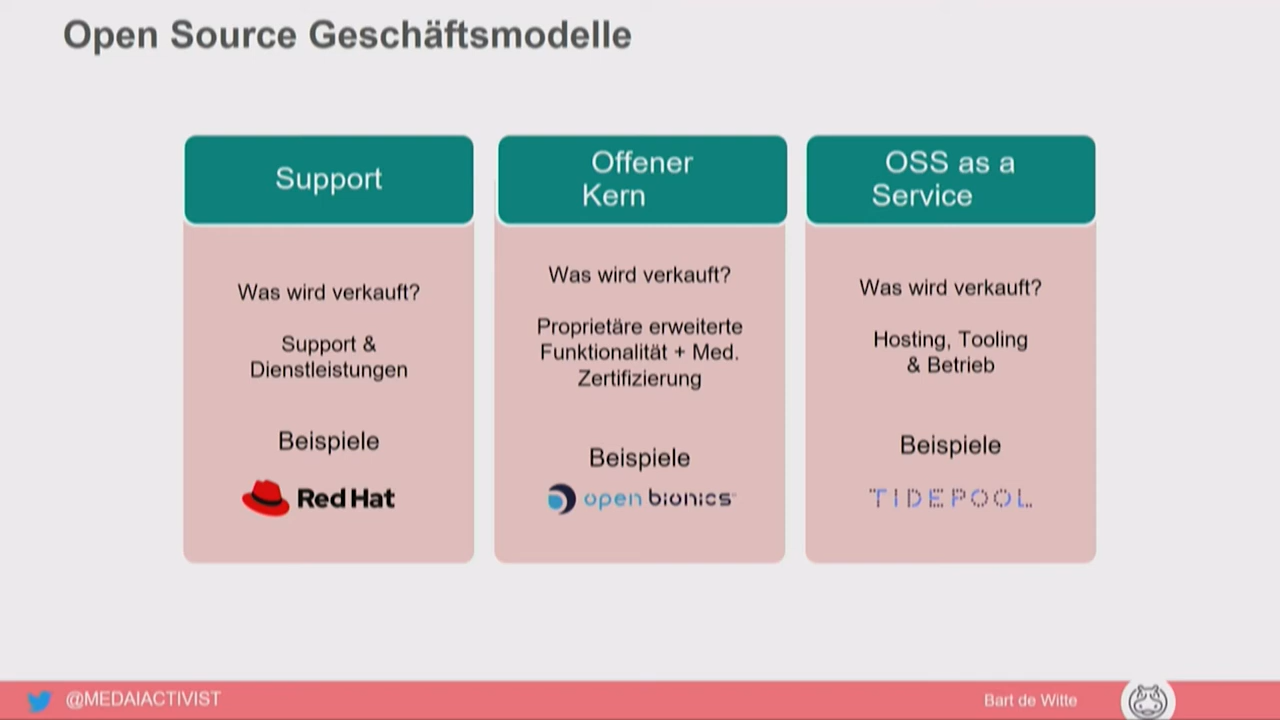 Open Source Geschäftsmodelle
Support
Was wird verkauft?
Support &
Dienstleistungen
Beispiele
Red Hat
Offener
Kern
Was wird verkauft?
Proprietäre erweiterte
Funktionalität + Med.
Zertifizierung
Beispiele
open bionics
OSS as a
Service
Was wird verkauft?
Hosting, Tooling
& Betrieb
Beispiele
TIDEPOOL
@MEDAIACTIVIST
Bart de Witte